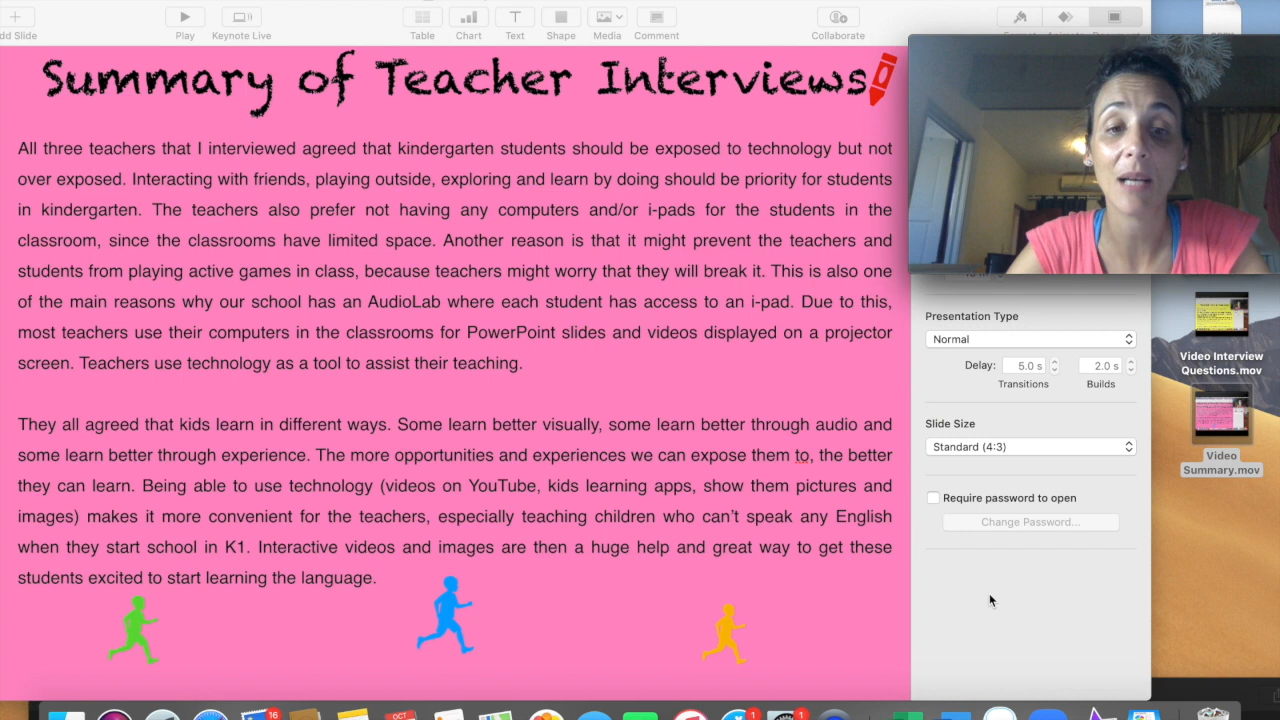 dd Slide
Play
Keynote Live
Table
Chart
Text
Shape
Media
Comment
Collaborate
Summary of Teacher Interviews
All three teachers that I interviewed agreed that kindergarten students should be exposed to technology but not
over exposed. Interacting with friends, playing outside, exploring and learn by doing should be priority for students
in kindergarten. The teachers also prefer not having any computers and/or i-pads for the students in the
classroom, since the classrooms have limited space. Another reason is that it might prevent the teachers and
students from playing active games in class, because teachers might worry that they will break it. This is also one
of the main reasons why our school has an AudioLab where each student has access to an i-pad. Due to this,
most teachers use their computers in the classrooms for PowerPoint slides and videos displayed on a projector
screen. Teachers use technology as a tool to assist their teaching.
They all agreed that kids learn in different ways. Some learn better visually, some learn better through audio and
some learn better through experience. The more opportunities and experiences we can expose them to, the better
they can learn. Being able to use technology (videos on YouTube, kids learning apps, show them pictures and
images) makes it more convenient for the teachers, especially teaching children who can't speak any English
when they start school in K1. Interactive videos and images are then a huge help and great way to get these
students excited to start learning the language.
Presentation Type
Normal
Delay: 5.0 s 2.0 s
Transitions Builds
Slide Size
Standard (4:3)
Require password to open
Change Password...
Video Interview
Questions.mov
Video
Summary.mov
16
OCT
1
1